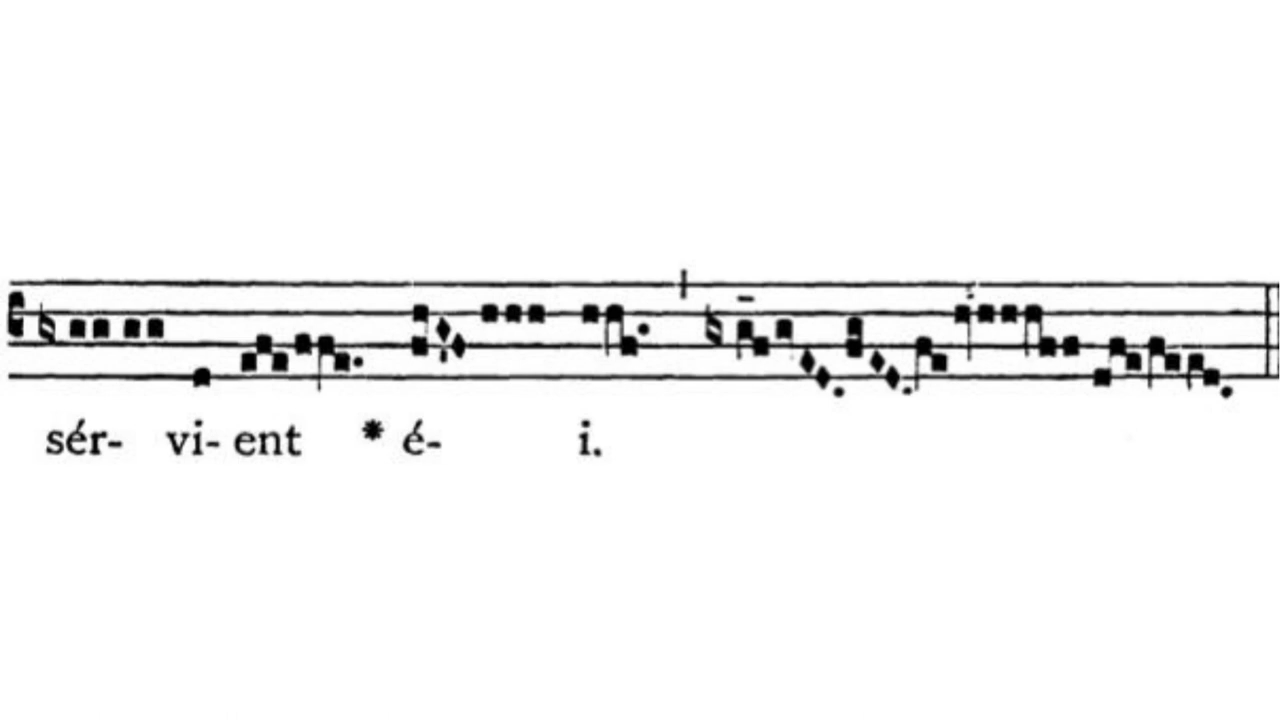 sér- vi- ent * é- i.